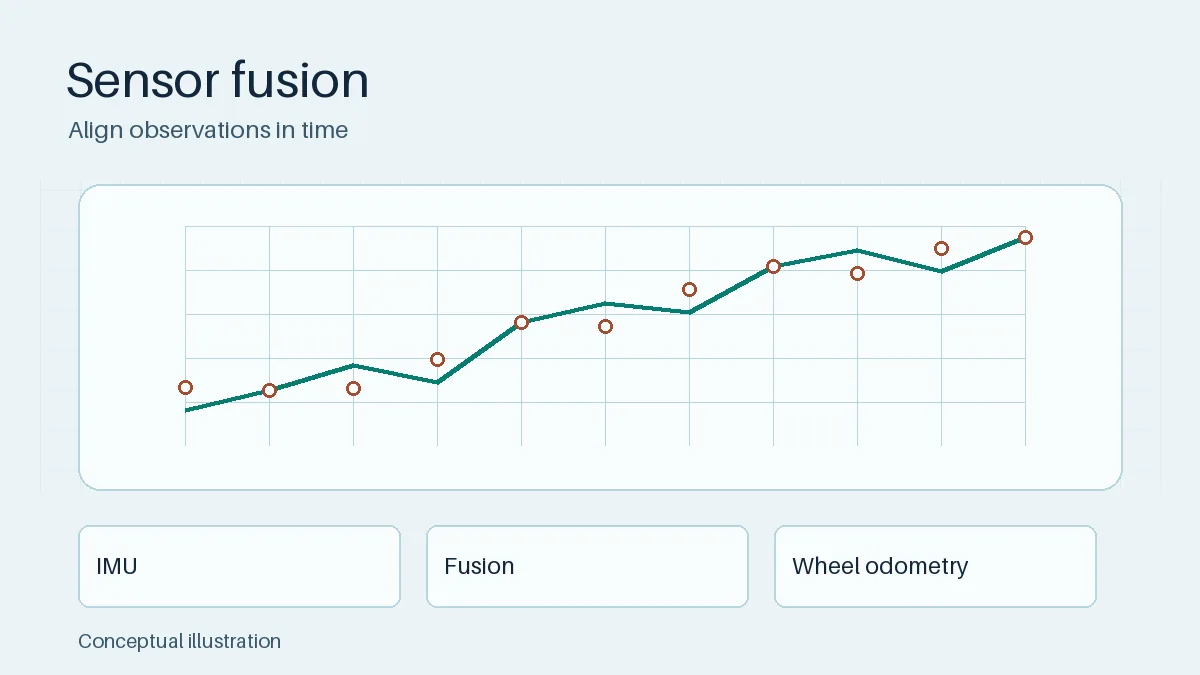 Sensor fusion
Align observations in time
IMU
Fusion
Wheel odometry
Conceptual illustration